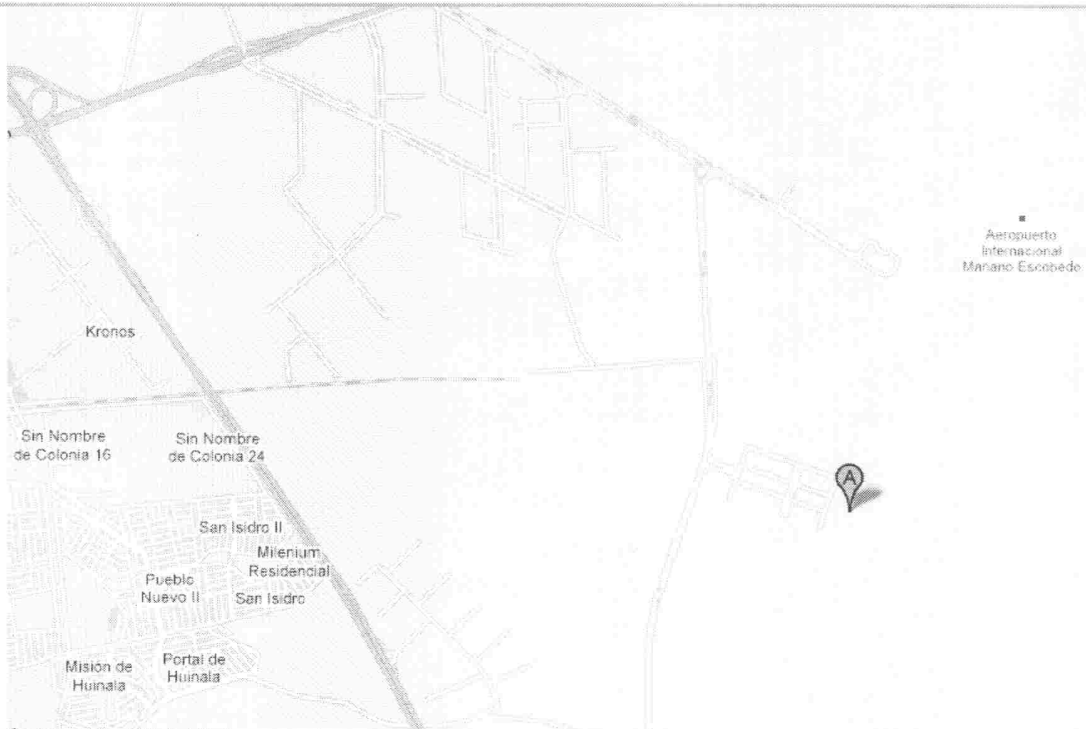 Aeropuerto
Internacional
Mariano Escobedo
Kronos
Sin Nombre
de Colonia 16
Sin Nombre
de Colonia 24
San Isidro II
Milenium
Residencial
Pueblo
Nuevo II
San Isidro
Misión de
Huinala
Portal de
Huinala
A